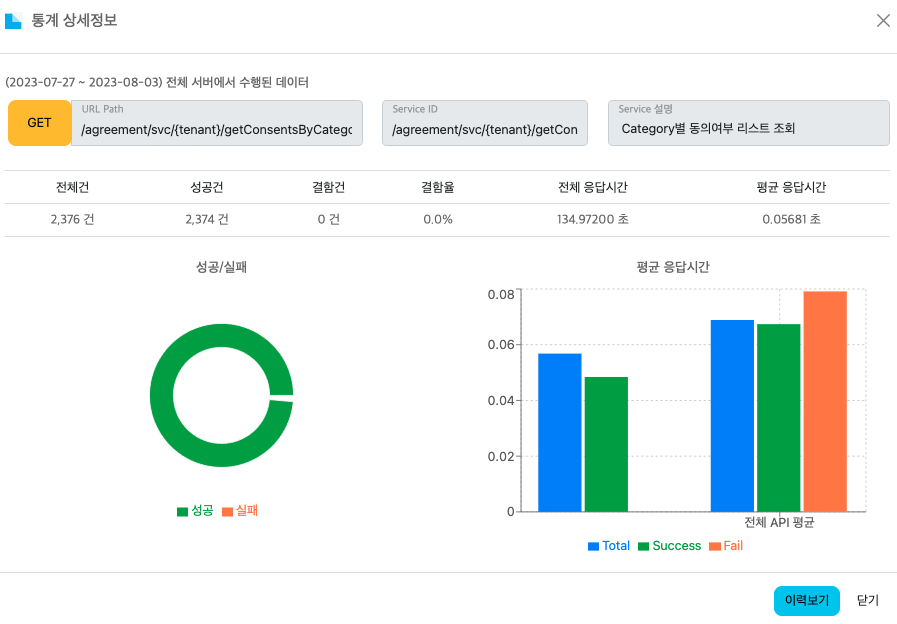 통계 상세정보
(2023-07-27 ~ 2023-08-03) 전체 서버에서 수행된 데이터
GET
URL Path
/agreement/svc/{tenant}/getConsentsByCatego
Service ID
/agreement/svc/{tenant}/getCon
Service 설명
Category별 동의여부 리스트 조회
전체건 성공건 결함건 결함율 전체 응답시간 평균 응답시간
2,376 건 2,374 건 0 건 0.0% 134.97200 초 0.05681 초
성공/실패
성공 실패
평균 응답시간
0.08
0.06
0.04
0.02
0
전체 API 평균
Total Success Fail
이력보기 닫기